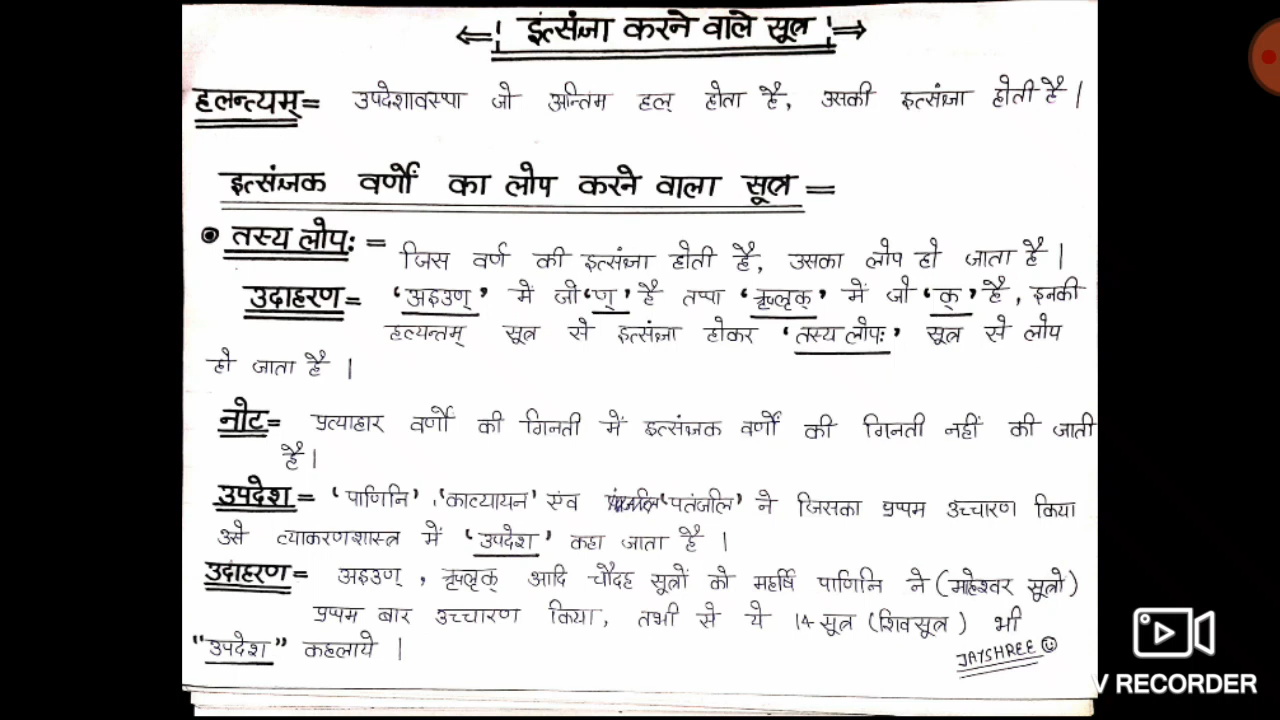 ⇐¦ इत्संज्ञा करने वाले सूत्र ¦⇒
हलन्त्यम् = उपदेशावस्था जो अन्तिम हल् होता है, उसकी इत्संज्ञा होती है।
इत्संज्ञक वर्णों का लोप करने वाला सूत्र =
● तस्य लोप: = जिस वर्ण की इत्संज्ञा होती है, उसका लोप हो जाता है।
उदाहरण = 'अइउण्' में जो 'ण्' है तथा 'ऋलृक्' में जो 'क्' है, इनकी
हल्यन्तम् सूत्र से इत्संज्ञा होकर 'तस्य लोप:' सूत्र से लोप
हो जाता है।
नोट = प्रत्याहार वर्णों की गिनती में इत्संज्ञक वर्णों की गिनती नहीं की जाती
है।
उपदेश = 'पाणिनि', 'कात्यायन' एंव 'पतंजलि' ने जिसका प्रथम उच्चारण किया
उसे व्याकरणशास्त्र में 'उपदेश' कहा जाता है।
उदाहरण = अइउण्, ऋलृक् आदि चौदह सूत्रों को महर्षि पाणिनि ने (माहेश्वर सूत्रो)
प्रथम बार उच्चारण किया, तभी से ये 14 सूत्र (शिवसूत्र) भी
"उपदेश" कहलाये।
JAYSHREE
V RECORDER